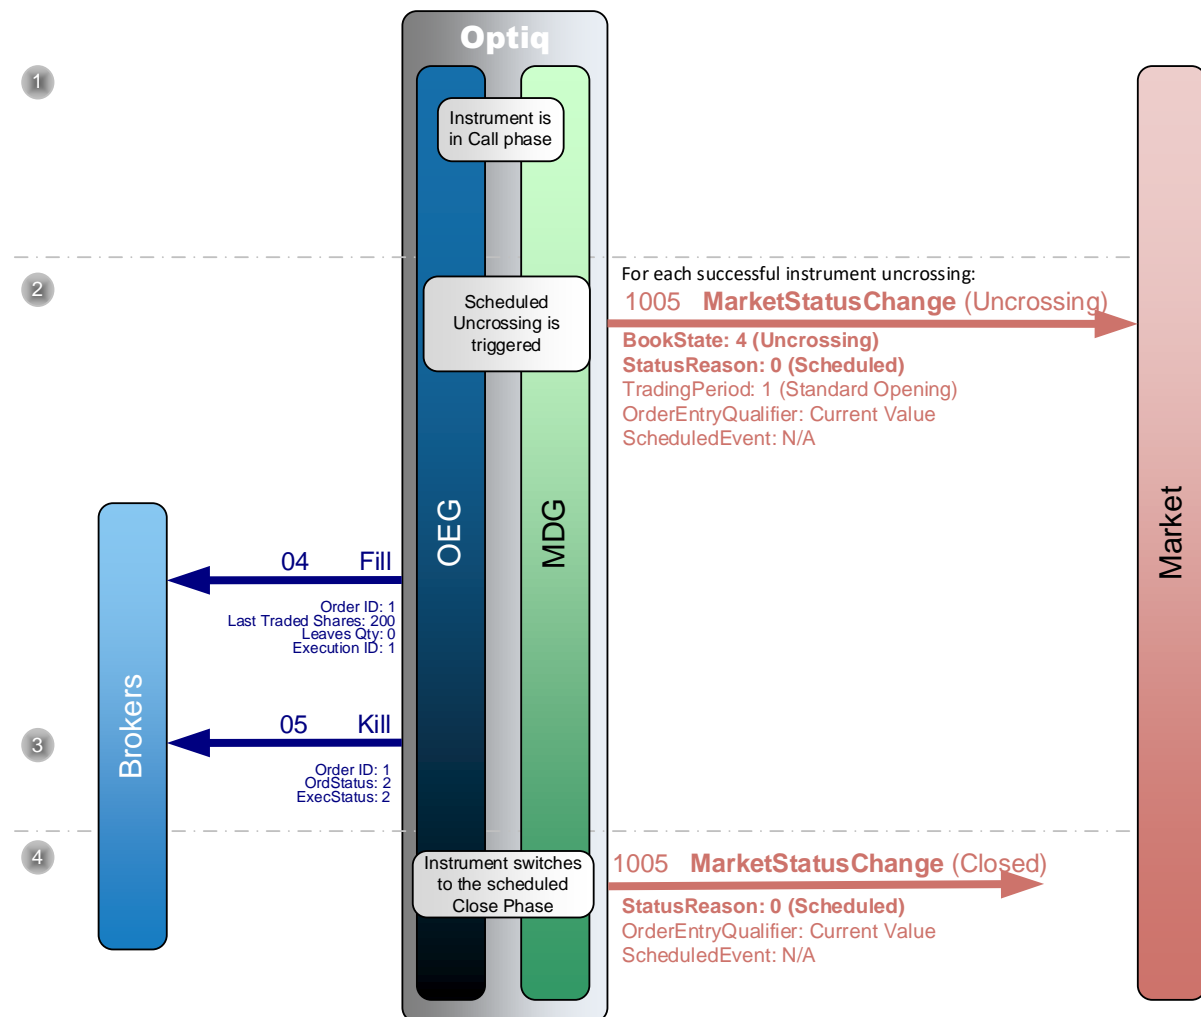 Optiq
1
Instrument is
in Call phase
2
For each successful instrument uncrossing:
1005 MarketStatusChange (Uncrossing)
Scheduled
Uncrossing is
triggered
BookState: 4 (Uncrossing)
StatusReason: 0 (Scheduled)
TradingPeriod: 1 (Standard Opening)
OrderEntryQualifier: Current Value
ScheduledEvent: N/A
OEG
MDG
Market
Brokers
04 Fill
Order ID: 1
Last Traded Shares: 200
Leaves Qty: 0
Execution ID: 1
3
05 Kill
Order ID: 1
OrdStatus: 2
ExecStatus: 2
4
Instrument switches
to the scheduled
Close Phase
1005 MarketStatusChange (Closed)
StatusReason: 0 (Scheduled)
OrderEntryQualifier: Current Value
ScheduledEvent: N/A